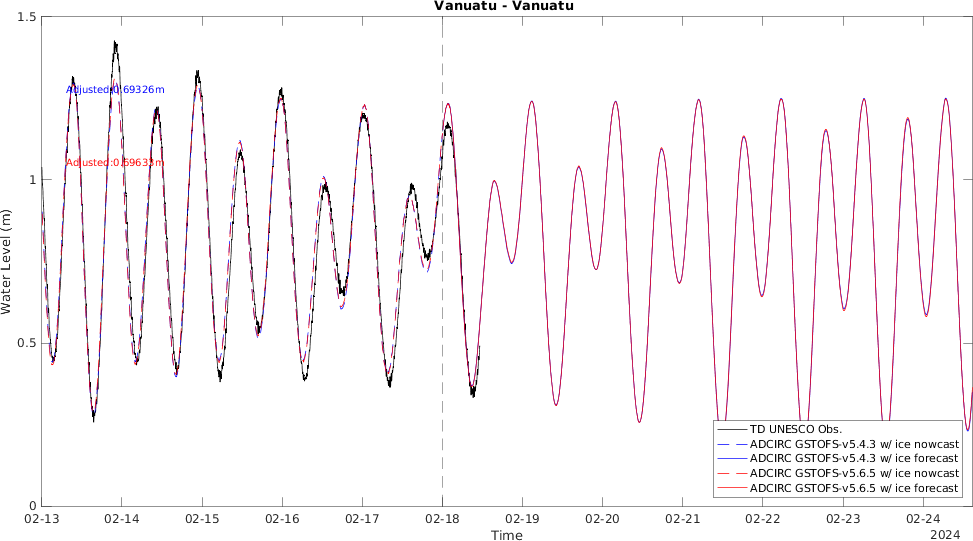 Vanuatu - Vanuatu
1.5
1
0.5
0
Water Level (m)
Adjusted:0.69326m
Adjusted:0.69633m
TD UNESCO Obs.
ADCIRC GSTOFS-v5.4.3 w/ ice nowcast
ADCIRC GSTOFS-v5.4.3 w/ ice forecast
ADCIRC GSTOFS-v5.6.5 w/ ice nowcast
ADCIRC GSTOFS-v5.6.5 w/ ice forecast
02-13 02-14 02-15 02-16 02-17 02-18 02-19 02-20 02-21 02-22 02-23 02-24
Time
2024